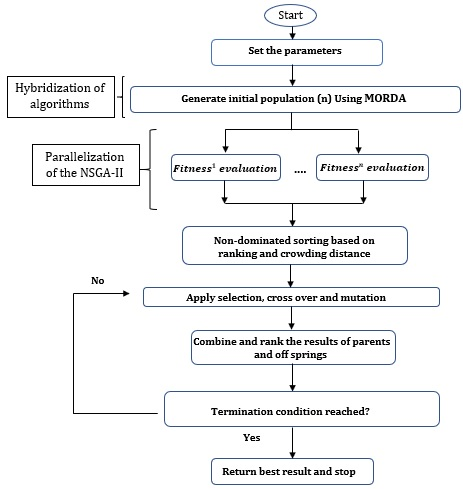 Start
Set the parameters
Hybridization of
algorithms
Generate initial population (n) Using MORDA
Parallelization
of the NSGA-II
Fitness¹ evaluation
....
Fitnessⁿ evaluation
Non-dominated sorting based on
ranking and crowding distance
No
Apply selection, cross over and mutation
Combine and rank the results of parents
and off springs
Termination condition reached?
Yes
Return best result and stop